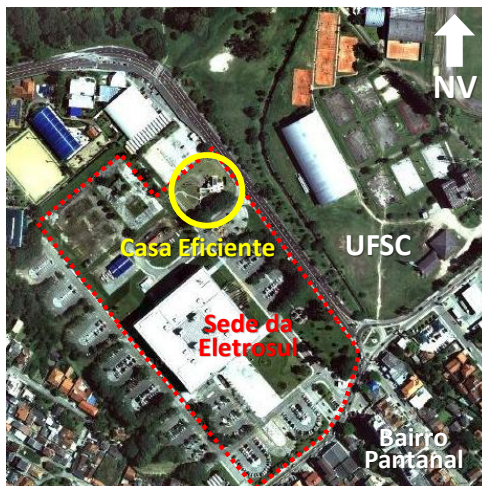 NV
Casa Eficiente
UFSC
Sede da
Eletrosul
Bairro
Pantanal